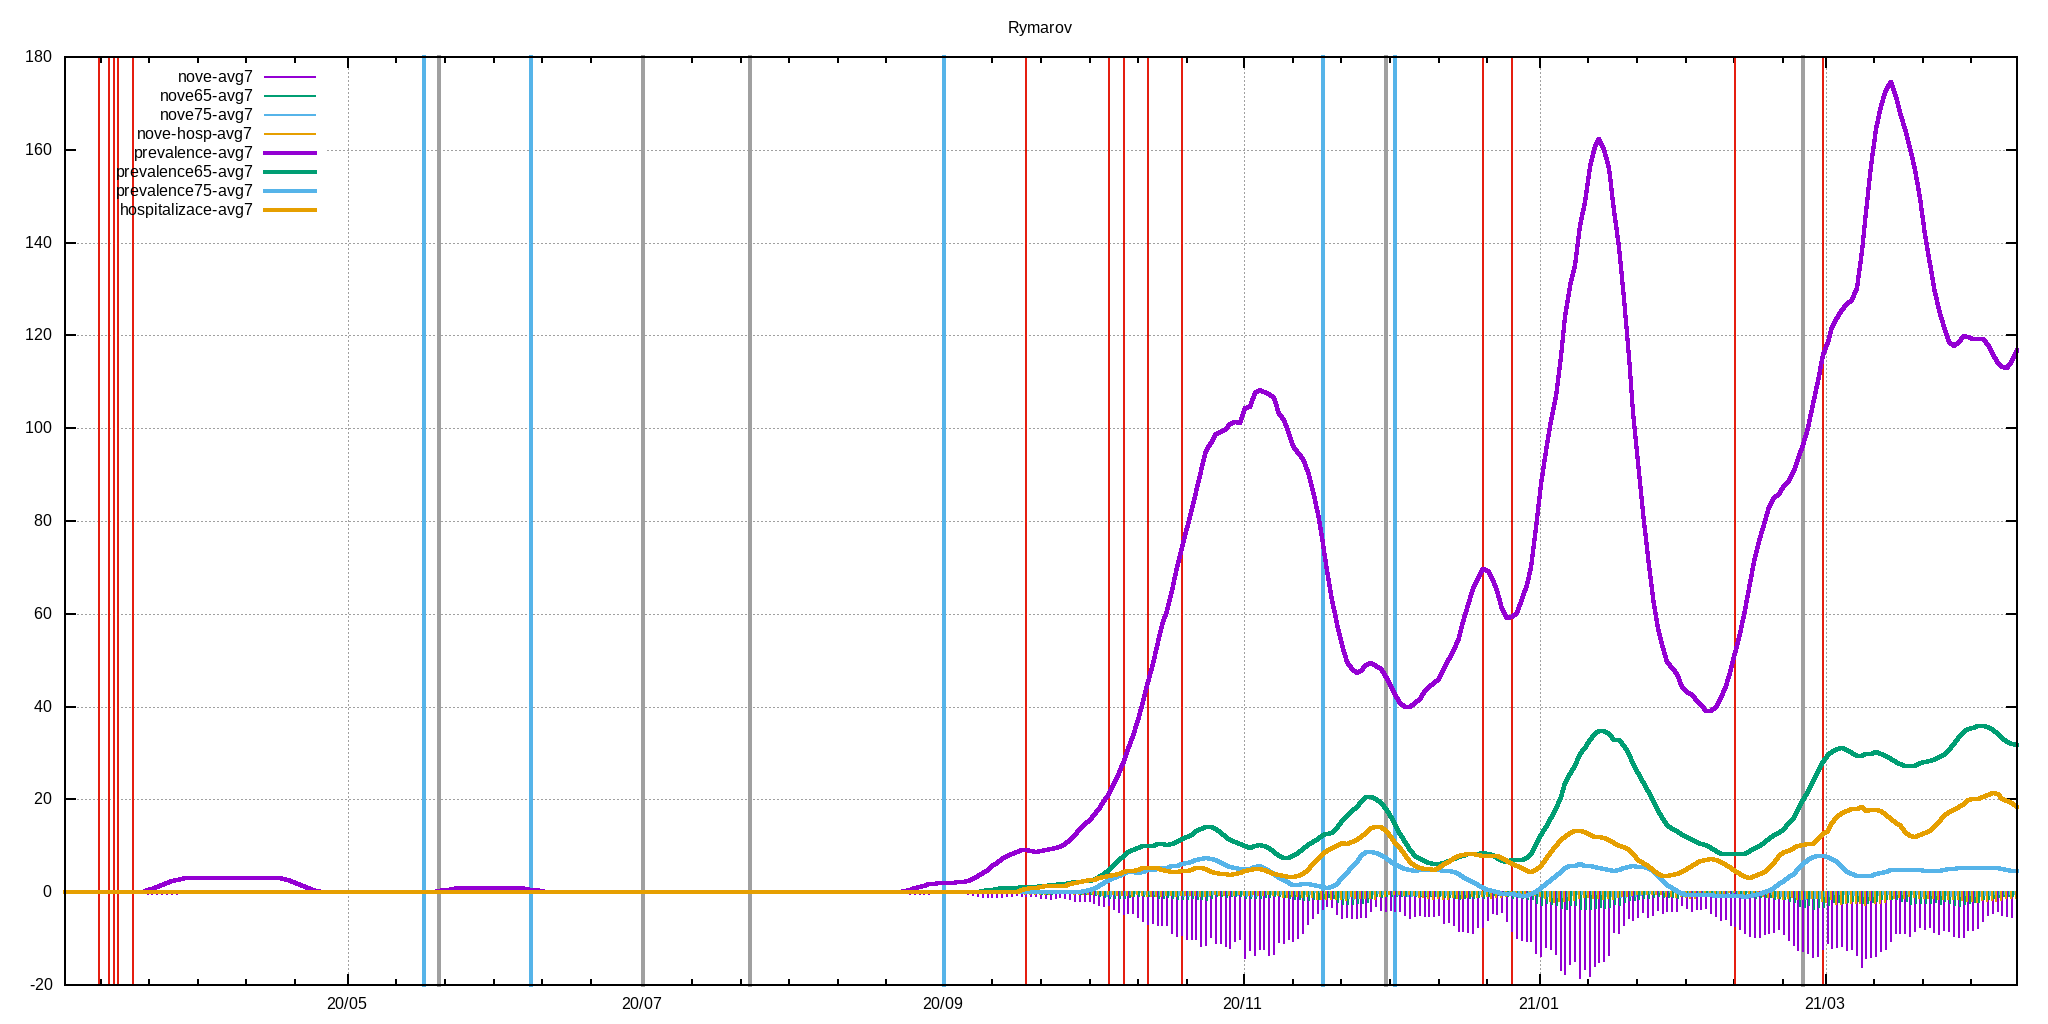 Rymarov
nove-avg7
nove65-avg7
nove75-avg7
nove-hosp-avg7
prevalence-avg7
prevalence65-avg7
prevalence75-avg7
hospitalizace-avg7
180
160
140
120
100
80
60
40
20
0
-20
20/05 20/07 20/09 20/11 21/01 21/03